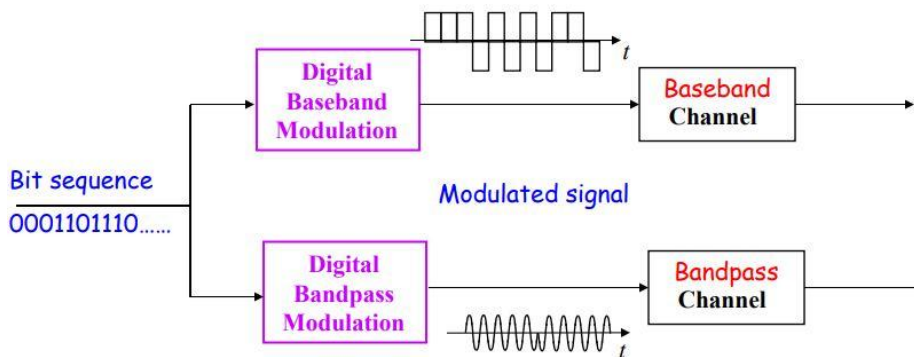 Digital
Baseband
Modulation
t
Baseband
Channel
Bit sequence
0001101110......
Modulated signal
Digital
Bandpass
Modulation
t
Bandpass
Channel